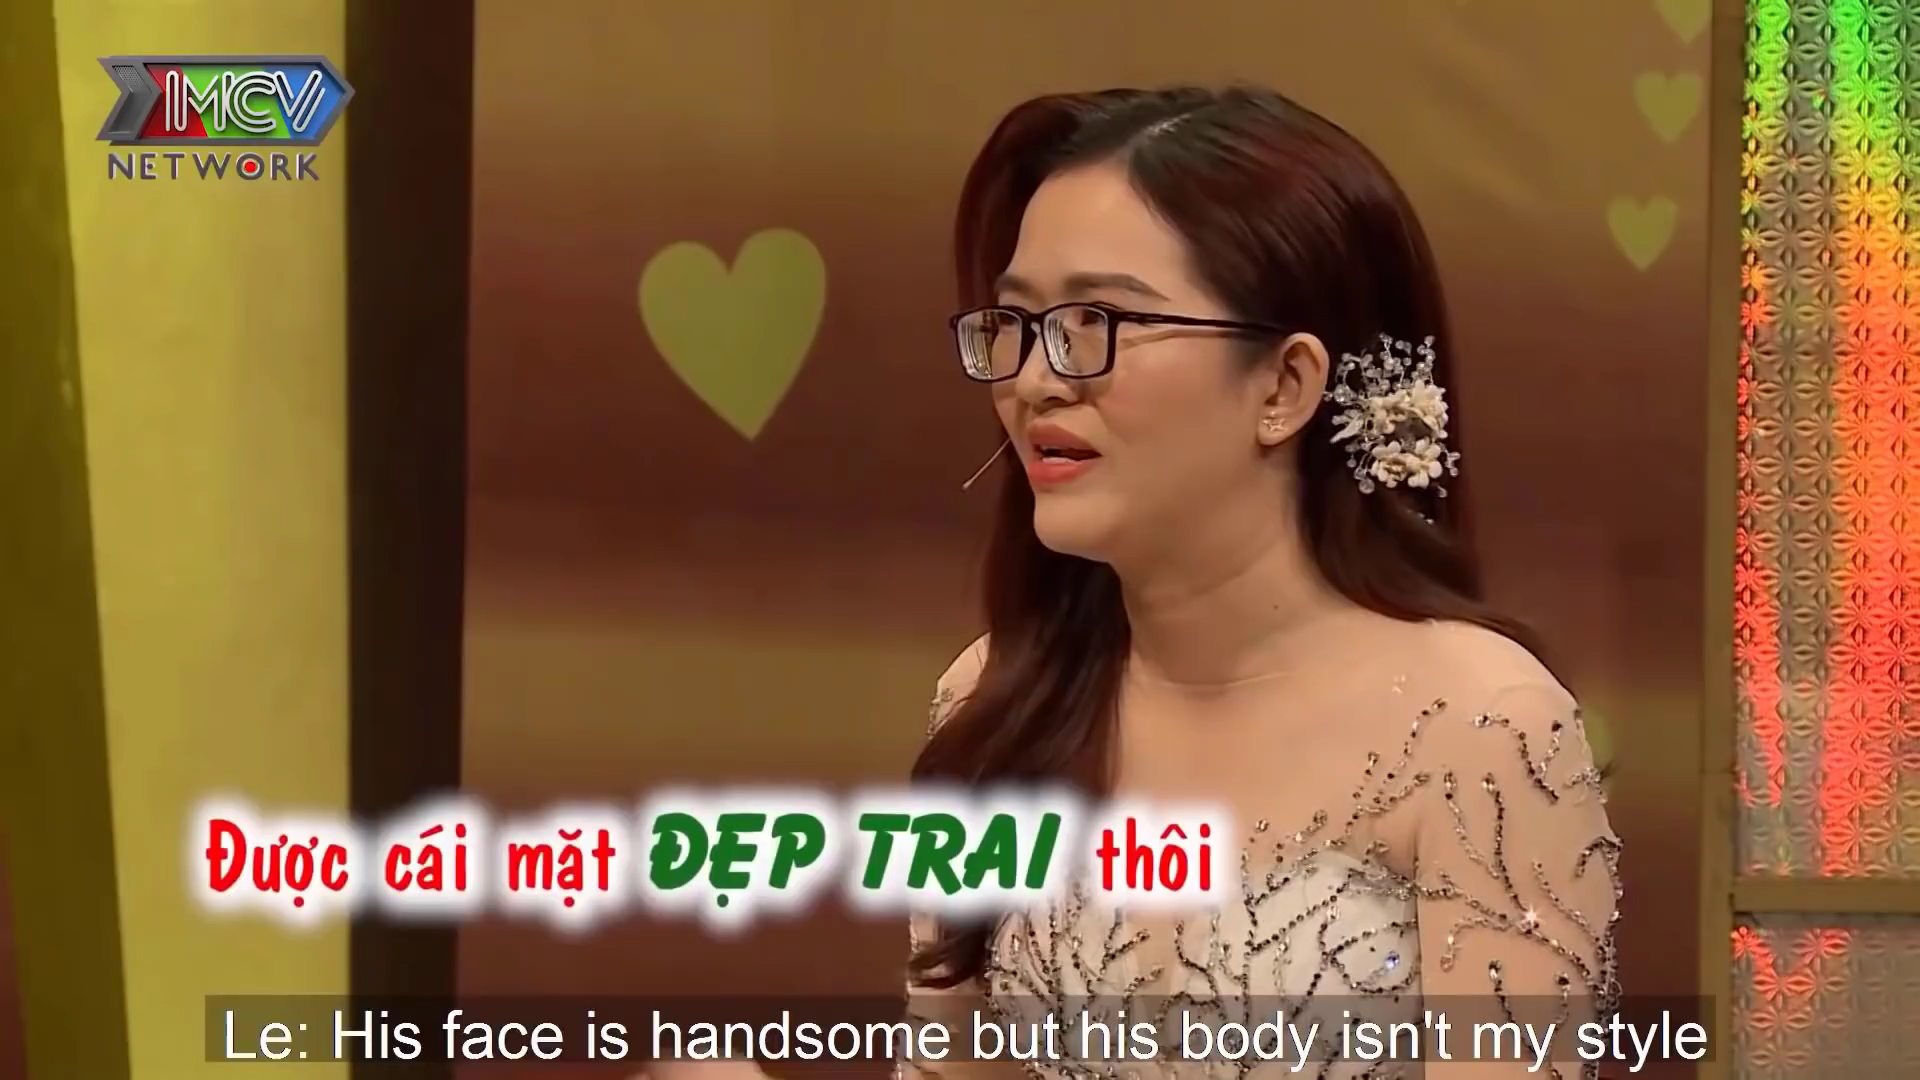 MCV
NETWORK
Được cái mặt ĐẸP TRAI thôi
Le: His face is handsome but his body isn't my style